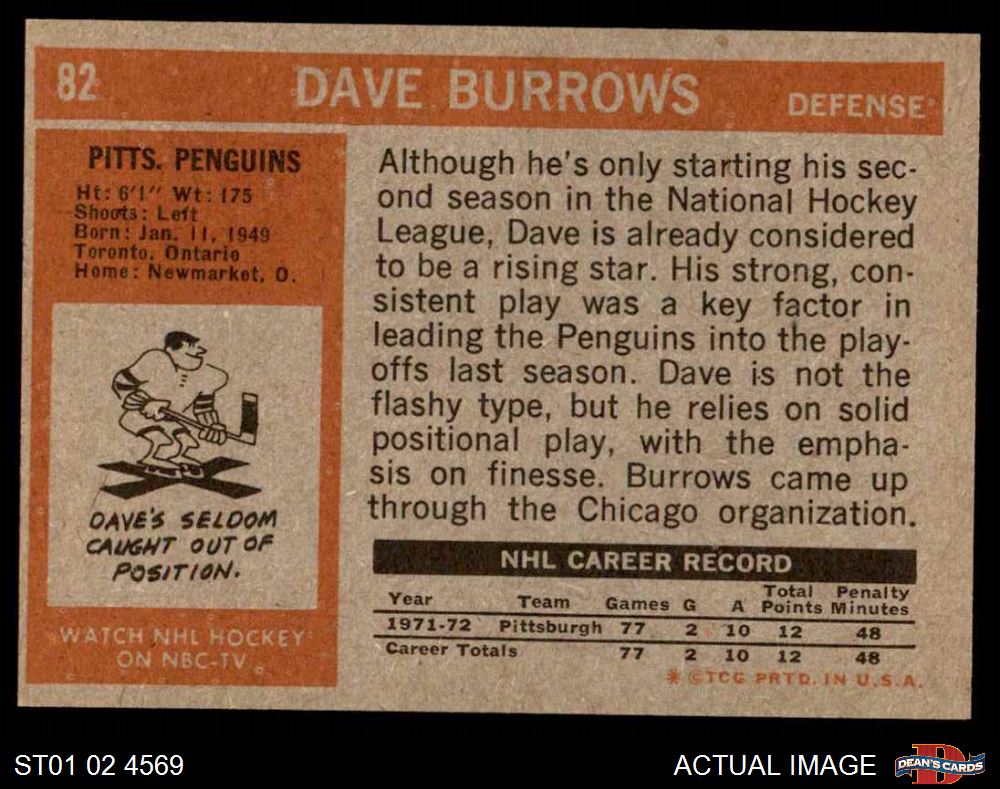 82
DAVE BURROWS
DEFENSE
PITTS. PENGUINS
Ht: 6'1" Wt: 175
Shoots: Left
Born: Jan. 11, 1949
Toronto, Ontario
Home: Newmarket, O.
DAVE'S SELDOM
CAUGHT OUT OF
POSITION.
WATCH NHL HOCKEY
ON NBC-TV
Although he's only starting his sec-
ond season in the National Hockey
League, Dave is already considered
to be a rising star. His strong, con-
sistent play was a key factor in
leading the Penguins into the play-
offs last season. Dave is not the
flashy type, but he relies on solid
positional play, with the empha-
sis on finesse. Burrows came up
through the Chicago organization.
NHL CAREER RECORD
Year Team Games G A Total Points Penalty Minutes
1971-72 Pittsburgh 77 2 10 12 48
Career Totals 77 2 10 12 48
* ©TCG PRTD. IN U.S.A.
ST01 02 4569
ACTUAL IMAGE
DEAN'S CARDS